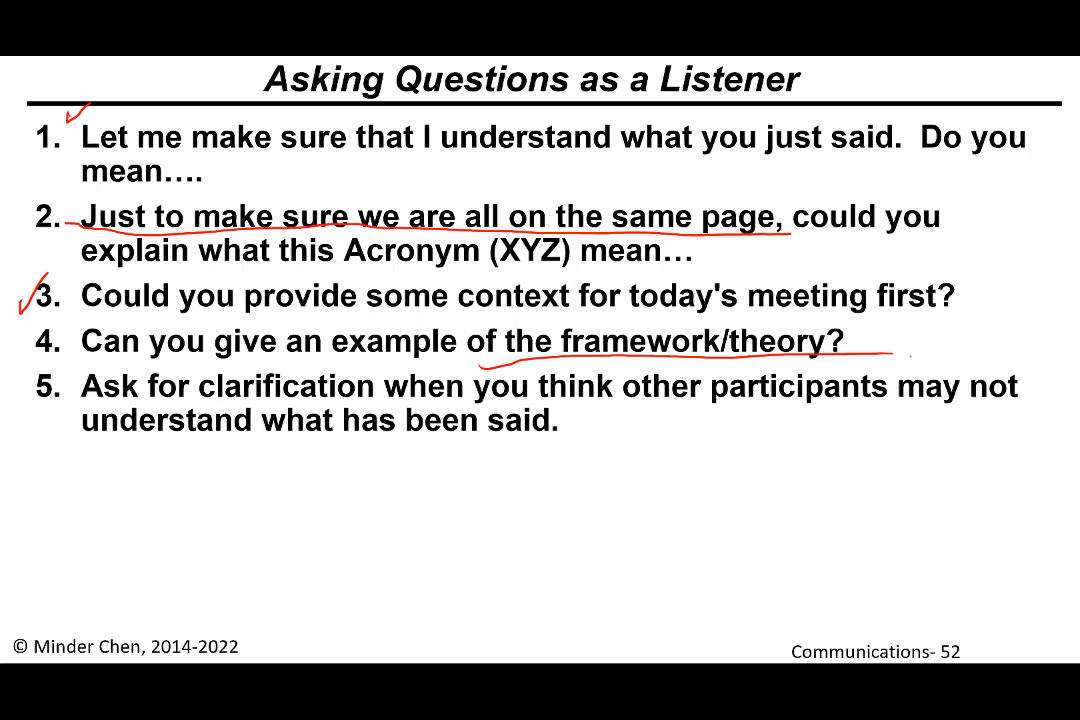 Asking Questions as a Listener
1. Let me make sure that I understand what you just said. Do you
mean….
2. Just to make sure we are all on the same page, could you
explain what this Acronym (XYZ) mean…
3. Could you provide some context for today's meeting first?
4. Can you give an example of the framework/theory?
5. Ask for clarification when you think other participants may not
understand what has been said.
© Minder Chen, 2014-2022
Communications- 52